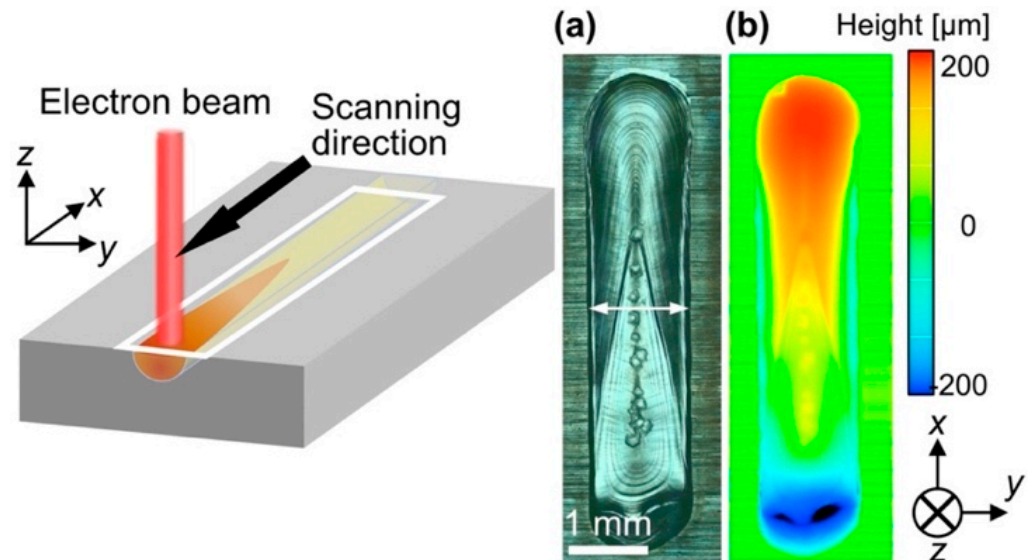 Electron beam
Scanning
direction
z
x
y
(a)
1 mm
(b)
Height [µm]
200
0
-200
x
y
z